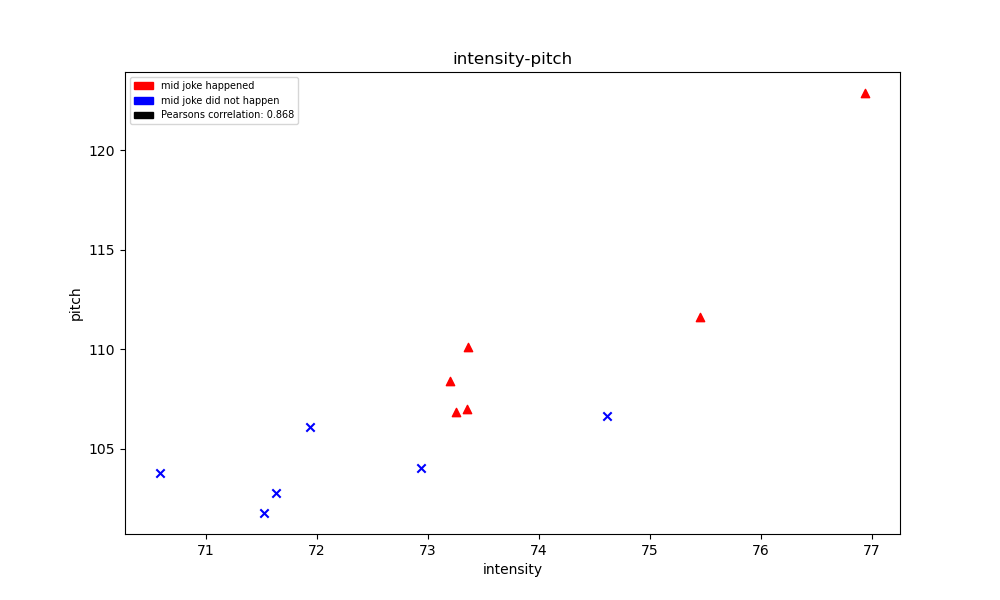 intensity-pitch
mid joke happened
mid joke did not happen
Pearsons correlation: 0.868
120
115
110
105
pitch
71 72 73 74 75 76 77
intensity